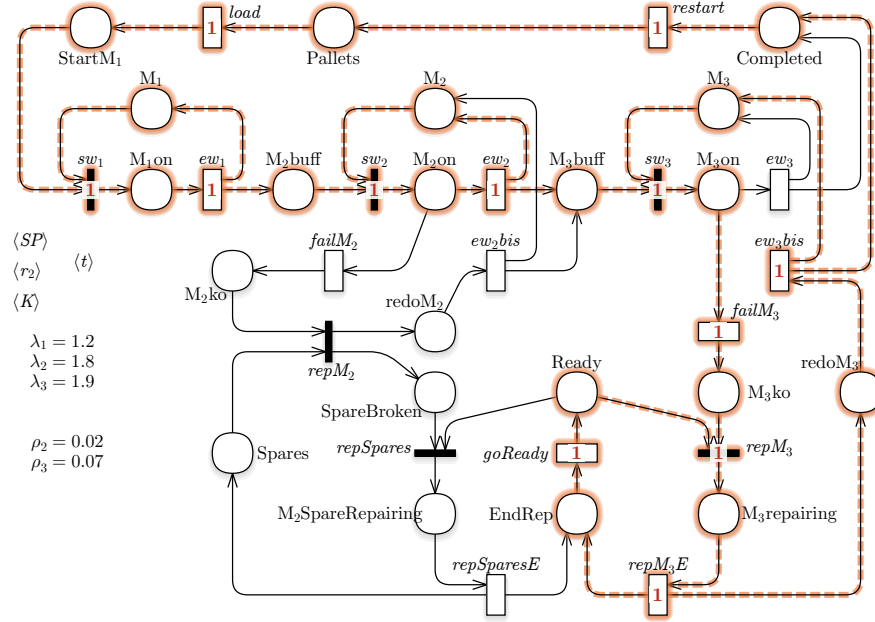 load
restart
StartM₁
Pallets
Completed
M₁
M₂
M₃
sw₁
M₁on
ew₁
M₂buff
sw₂
M₂on
ew₂
M₃buff
sw₃
M₃on
ew₃
1
1
1
1
1
1
1
⟨SP⟩
⟨r₂⟩
⟨t⟩
⟨K⟩
failM₂
ew₂bis
ew₃bis
1
M₂ko
redoM₂
failM₃
1
λ₁ = 1.2
λ₂ = 1.8
λ₃ = 1.9
repM₂
Ready
M₃ko
redoM₃
SpareBroken
ρ₂ = 0.02
ρ₃ = 0.07
Spares
repSpares
goReady
1
1
repM₃
M₂SpareRepairing
EndRep
M₃repairing
repSparesE
repM₃E
1